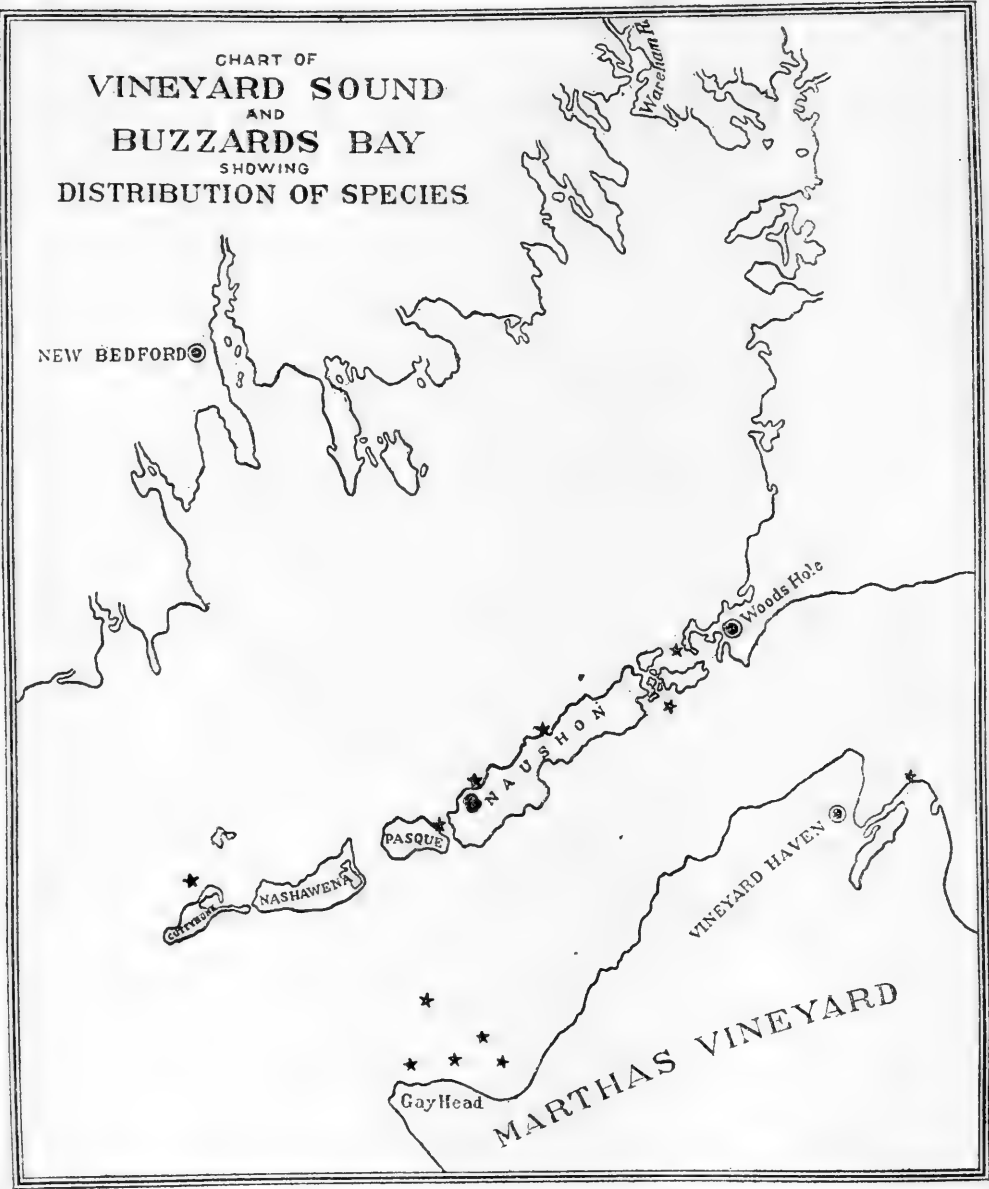 CHART OF
VINEYARD SOUND
AND
BUZZARDS BAY
SHOWING
DISTRIBUTION OF SPECIES
Wareham R.
NEW BEDFORD
Woods Hole
NAUSHON
PASQUE
NASHAWENA
CUTTYHUNK
VINEYARD HAVEN
MARTHAS VINEYARD
Gay Head